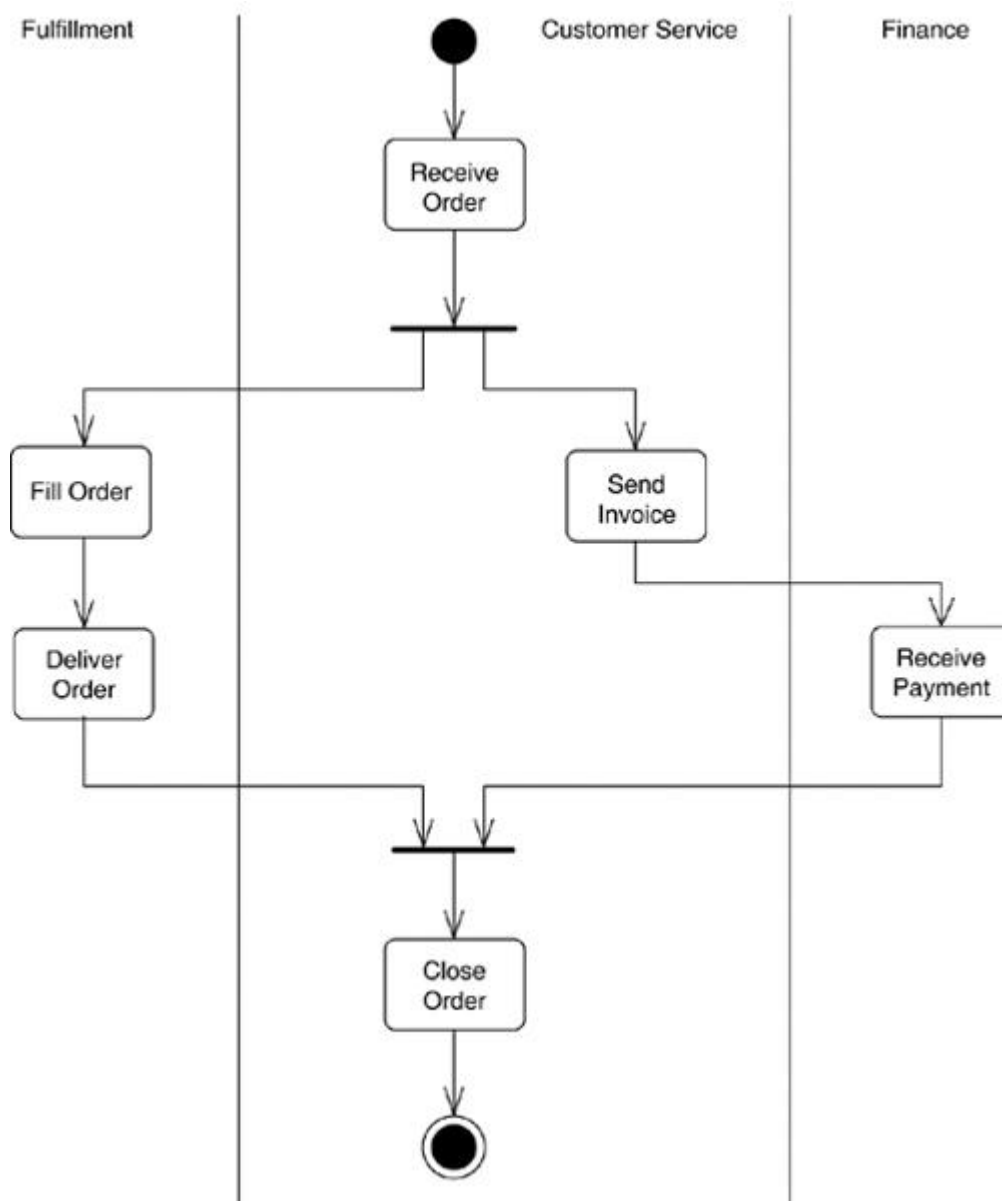 Fulfillment
Customer Service
Finance
Receive
Order
Fill Order
Send
Invoice
Deliver
Order
Receive
Payment
Close
Order